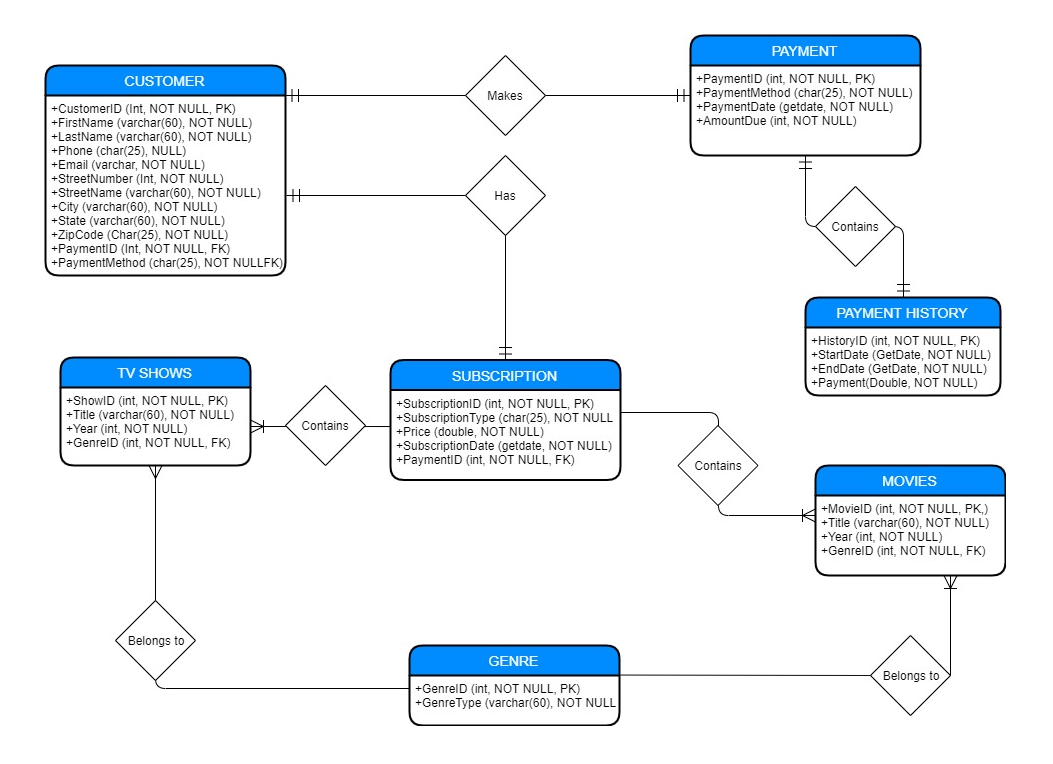 CUSTOMER
+CustomerID (Int, NOT NULL, PK)
+FirstName (varchar(60), NOT NULL)
+LastName (varchar(60), NOT NULL)
+Phone (char(25), NULL)
+Email (varchar, NOT NULL)
+StreetNumber (Int, NOT NULL)
+StreetName (varchar(60), NOT NULL)
+City (varchar(60), NOT NULL)
+State (varchar(60), NOT NULL)
+ZipCode (Char(25), NOT NULL)
+PaymentID (Int, NOT NULL, FK)
+PaymentMethod (char(25), NOT NULLFK)
Makes
Has
PAYMENT
+PaymentID (int, NOT NULL, PK)
+PaymentMethod (char(25), NOT NULL)
+PaymentDate (getdate, NOT NULL)
+AmountDue (int, NOT NULL)
Contains
PAYMENT HISTORY
+HistoryID (int, NOT NULL, PK)
+StartDate (GetDate, NOT NULL)
+EndDate (GetDate, NOT NULL)
+Payment(Double, NOT NULL)
TV SHOWS
+ShowID (int, NOT NULL, PK)
+Title (varchar(60), NOT NULL)
+Year (int, NOT NULL)
+GenreID (int, NOT NULL, FK)
Contains
SUBSCRIPTION
+SubscriptionID (int, NOT NULL, PK)
+SubscriptionType (char(25), NOT NULL
+Price (double, NOT NULL)
+SubscriptionDate (getdate, NOT NULL)
+PaymentID (int, NOT NULL, FK)
Contains
MOVIES
+MovieID (int, NOT NULL, PK,)
+Title (varchar(60), NOT NULL)
+Year (int, NOT NULL)
+GenreID (int, NOT NULL, FK)
Belongs to
GENRE
+GenreID (int, NOT NULL, PK)
+GenreType (varchar(60), NOT NULL
Belongs to